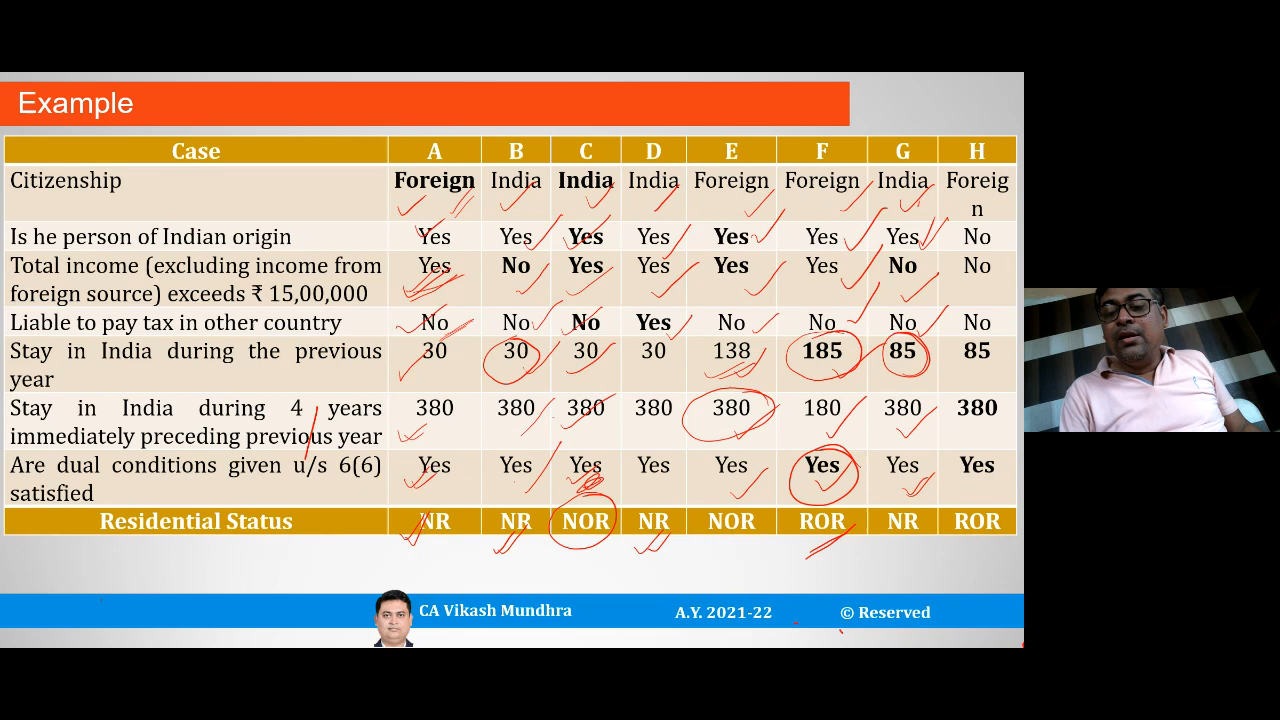 Example
Case A B C D E F G H
Citizenship Foreign India India India Foreign Foreign India Foreig
n
Is he person of Indian origin Yes Yes Yes Yes Yes Yes Yes No
Total income (excluding income from Yes No Yes Yes Yes Yes No No
foreign source) exceeds ₹ 15,00,000
Liable to pay tax in other country No No No Yes No No No No
Stay in India during the previous 30 30 30 30 138 185 85 85
year
Stay in India during 4 years 380 380 380 380 380 180 380 380
immediately preceding previous year
Are dual conditions given u/s 6(6) Yes Yes Yes Yes Yes Yes Yes Yes
satisfied
Residential Status NR NR NOR NR NOR ROR NR ROR
CA Vikash Mundhra A.Y. 2021-22 © Reserved